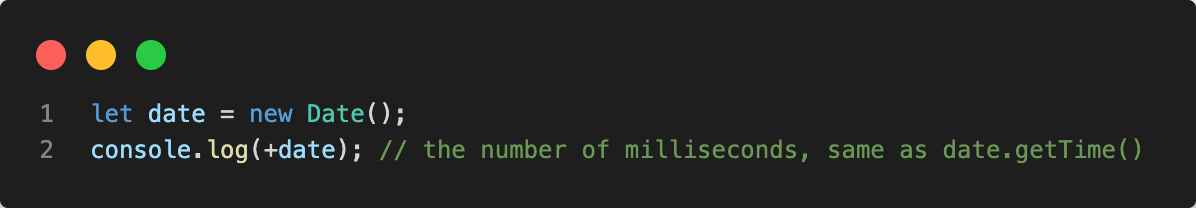 1 let date = new Date();
2 console.log(+date); // the number of milliseconds, same as date.getTime()